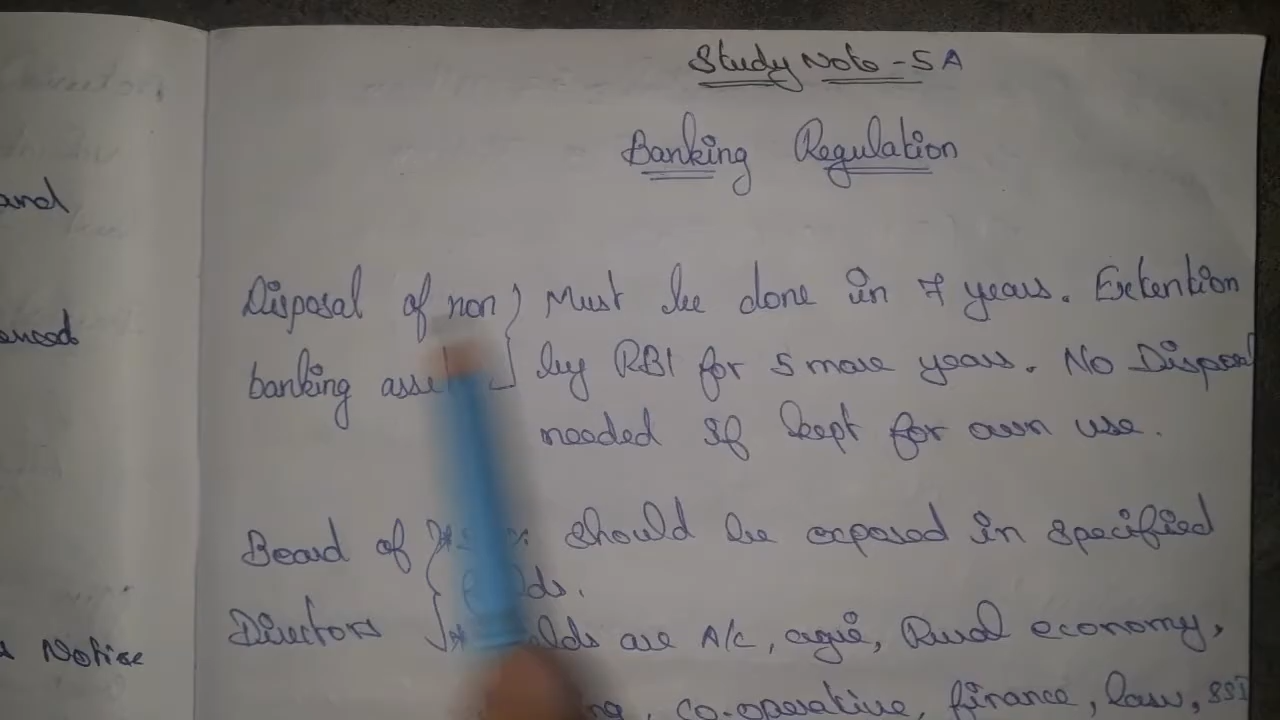 Study Note - 5A
Banking Regulation
and
Disposal of non Must be done in 7 years. Extention
banking by RBI for 5 more years. No Disposal
needed If kept for own use.
Board of should be exposed in specified
Directors are A/c, agri, Rural economy,
Notice
co-operative, finance, law, SSI